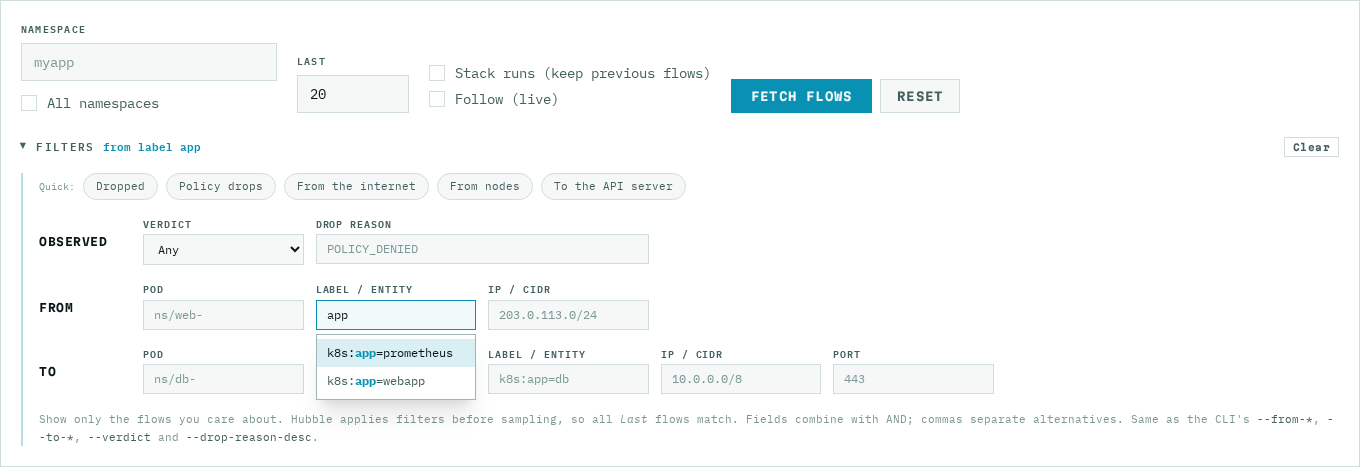 NAMESPACE
myapp
All namespaces
LAST
20
Stack runs (keep previous flows)
Follow (live)
FETCH FLOWS
RESET
▼ FILTERS from label app
Clear
Quick: Dropped Policy drops From the internet From nodes To the API server
OBSERVED
VERDICT
Any
DROP REASON
POLICY_DENIED
FROM
POD
ns/web-
LABEL / ENTITY
app
k8s:app=prometheus
k8s:app=webapp
IP / CIDR
203.0.113.0/24
TO
POD
ns/db-
LABEL / ENTITY
k8s:app=db
IP / CIDR
10.0.0.0/8
PORT
443
Show only the flows you care about. Hubble applies filters before sampling, so all Last flows match. Fields combine with AND; commas separate alternatives. Same as the CLI's --from-*, -
-to-*, --verdict and --drop-reason-desc.